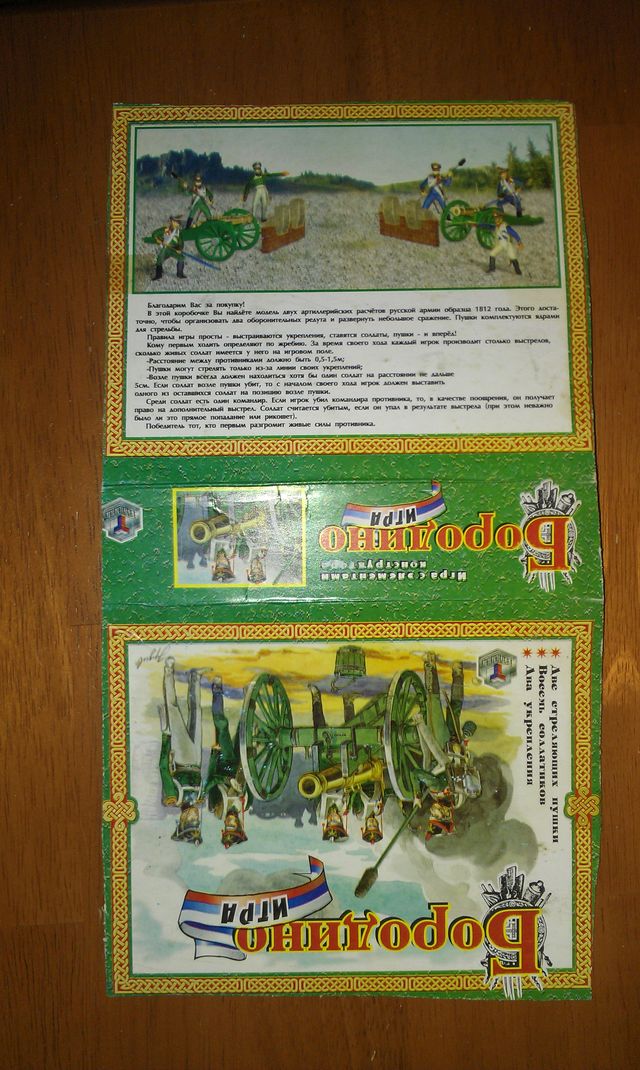 Благодарим Вас за покупку!
В этой коробочке Вы найдёте модель двух артиллерийских расчётов русской армии образца 1812 года. Этого доста-
точно, чтобы организовать два оборонительных редута и развернуть небольшое сражение. Пушки комплектуются ядрами
для стрельбы.
Правила игры просты - выстраиваются укрепления, ставятся солдаты, пушки - и вперёд!
Кому первым ходить определяют по жребию. За время своего хода каждый игрок производит столько выстрелов,
сколько живых солдат имеется у него на игровом поле.
-Расстояние между противниками должно быть 0,5-1,5м;
-Пушки могут стрелять только из-за линии своих укреплений;
-Возле пушки всегда должен находиться хотя бы один солдат на расстоянии не дальше
5см. Если солдат возле пушки убит, то с началом своего хода игрок должен выставить
одного из оставшихся солдат на позицию возле пушки.
Среди солдат есть один командир. Если игрок убил командира противника, то, в качестве поощрения, он получает
право на дополнительный выстрел. Солдат считается убитым, если он упал в результате выстрела (при этом неважно
было ли это прямое попадание или рикошет).
Победитель тот, кто первым разгромит живые силы противника.
Бородино
ИГРА
Игра с элементами
конструктора
Бородино
ИГРА
Две стреляющих пушки
Восемь солдатиков
Два укрепления